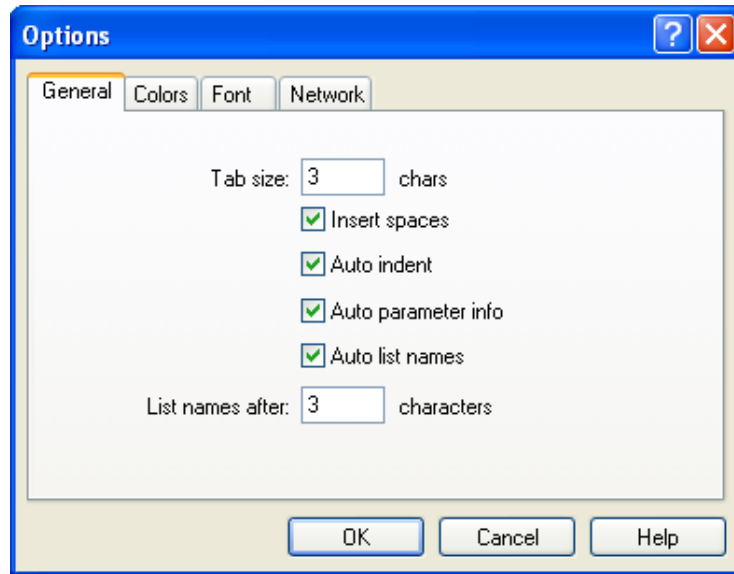 Options
General Colors Font Network
Tab size: 3 chars
Insert spaces
Auto indent
Auto parameter info
Auto list names
List names after: 3 characters
OK Cancel Help